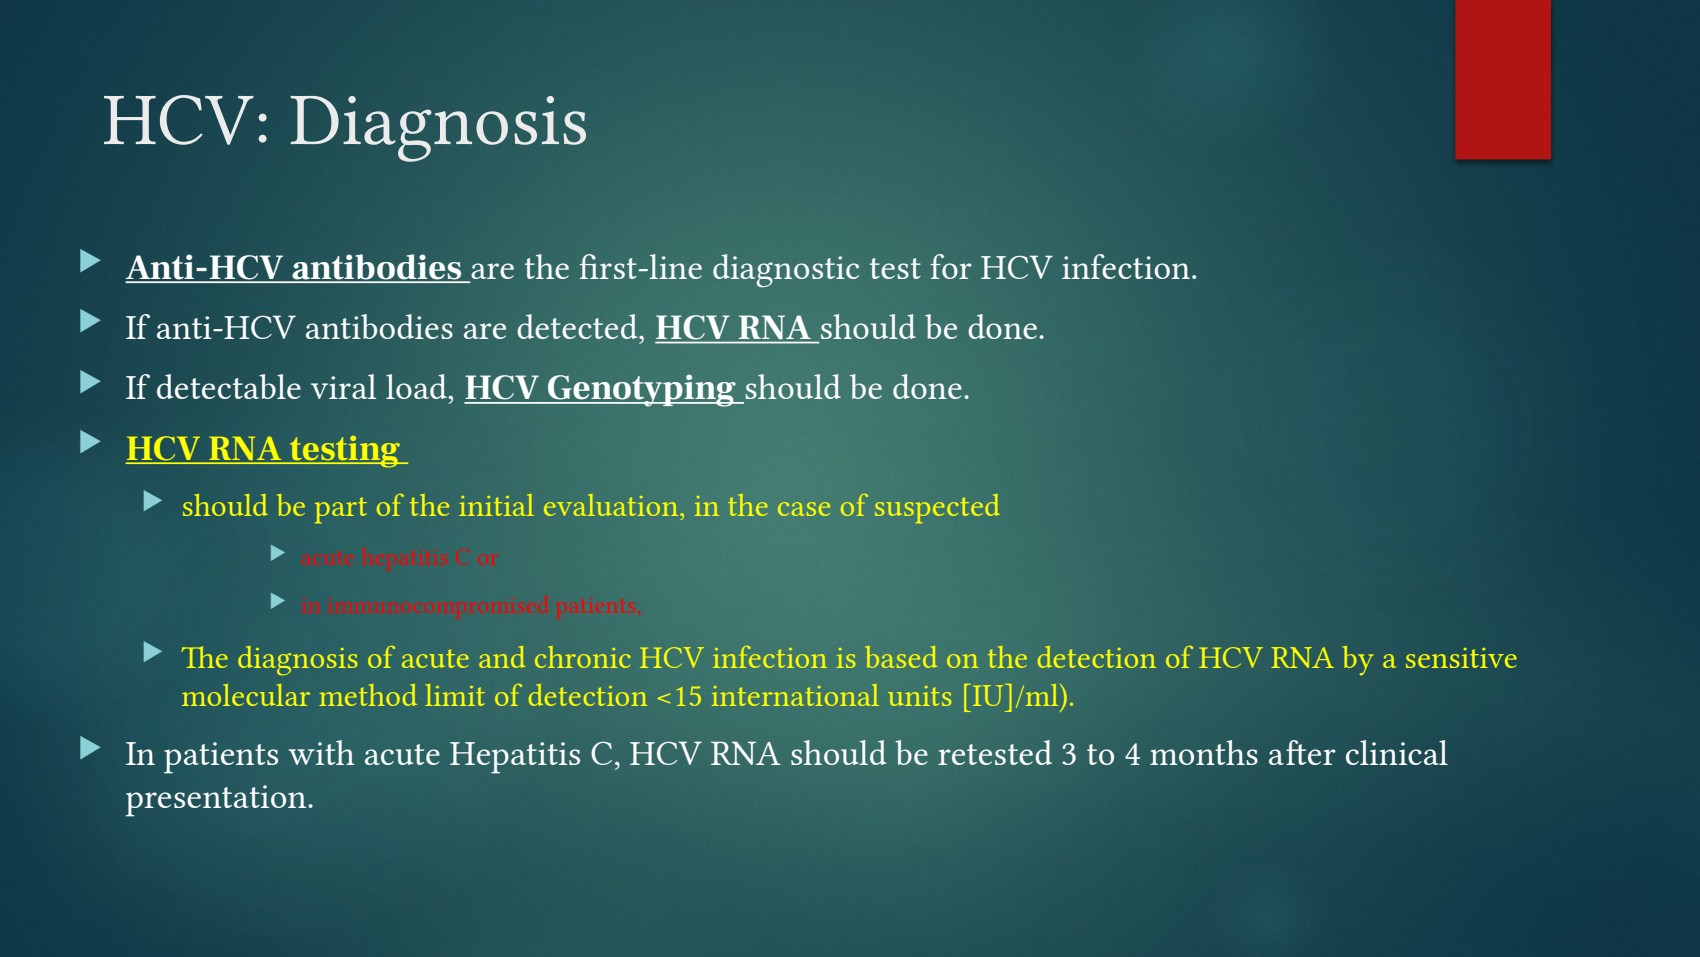 HCV: Diagnosis
Anti-HCV antibodies are the first-line diagnostic test for HCV infection.
If anti-HCV antibodies are detected, HCV RNA should be done.
If detectable viral load, HCV Genotyping should be done.
HCV RNA testing
should be part of the initial evaluation, in the case of suspected
acute hepatitis C or
in immunocompromised patients,
The diagnosis of acute and chronic HCV infection is based on the detection of HCV RNA by a sensitive
molecular method limit of detection <15 international units [IU]/ml).
In patients with acute Hepatitis C, HCV RNA should be retested 3 to 4 months after clinical
presentation.